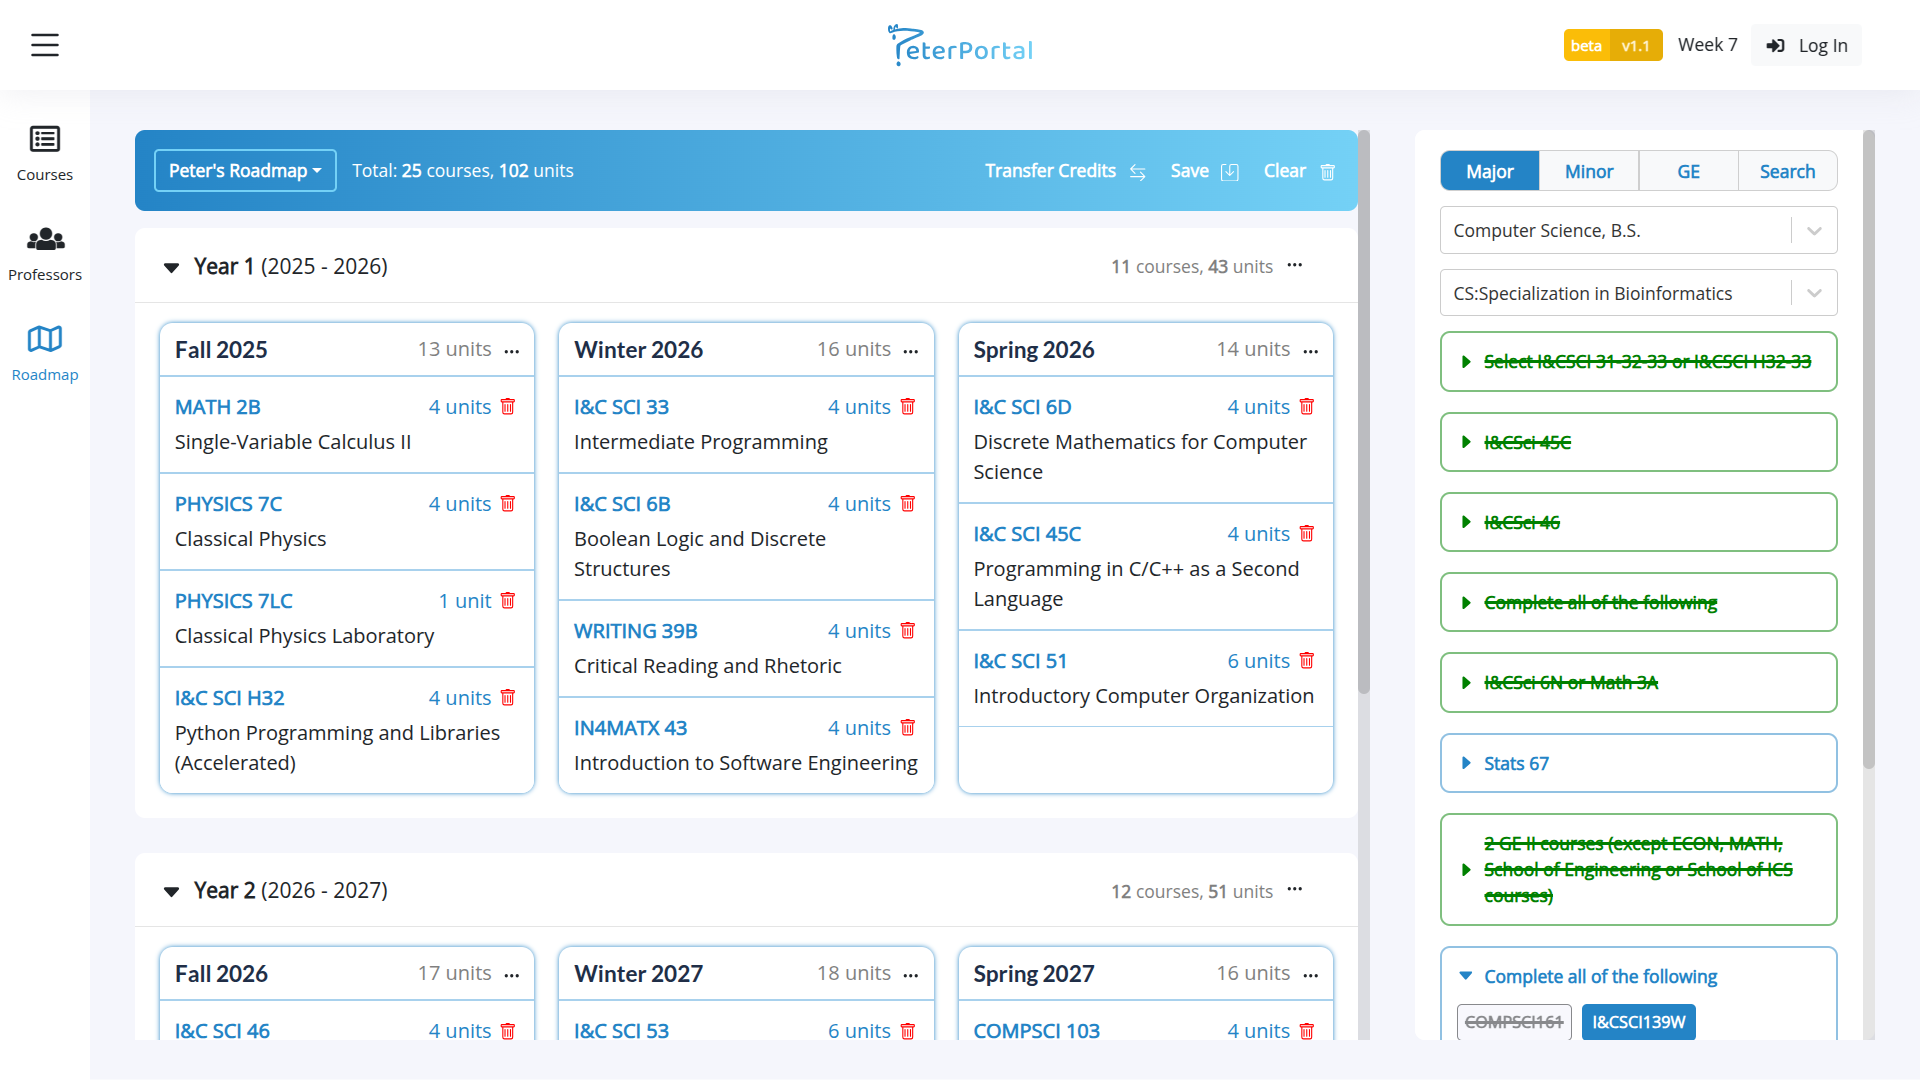 PeterPortal
beta v1.1 Week 7 Log In
Courses
Professors
Roadmap
Peter's Roadmap Total: 25 courses, 102 units Transfer Credits Save Clear
Year 1 (2025 - 2026) 11 courses, 43 units
Fall 2025 13 units
MATH 2B 4 units
Single-Variable Calculus II
PHYSICS 7C 4 units
Classical Physics
PHYSICS 7LC 1 unit
Classical Physics Laboratory
I&C SCI H32 4 units
Python Programming and Libraries
(Accelerated)
Winter 2026 16 units
I&C SCI 33 4 units
Intermediate Programming
I&C SCI 6B 4 units
Boolean Logic and Discrete
Structures
WRITING 39B 4 units
Critical Reading and Rhetoric
IN4MATX 43 4 units
Introduction to Software Engineering
Spring 2026 14 units
I&C SCI 6D 4 units
Discrete Mathematics for Computer
Science
I&C SCI 45C 4 units
Programming in C/C++ as a Second
Language
I&C SCI 51 6 units
Introductory Computer Organization
Year 2 (2026 - 2027) 12 courses, 51 units
Fall 2026 17 units
I&C SCI 46 4 units
Winter 2027 18 units
I&C SCI 53 6 units
Spring 2027 16 units
COMPSCI 103 4 units
Major Minor GE Search
Computer Science, B.S.
CS:Specialization in Bioinformatics
Select I&CSCI 31-32-33 or I&CSCI H32-33
I&CSci 45C
I&CSci 46
Complete all of the following
I&CSci 6N or Math 3A
Stats 67
2 GE II courses (except ECON, MATH,
School of Engineering or School of ICS
courses)
Complete all of the following
COMPSCI161 I&CSCI139W